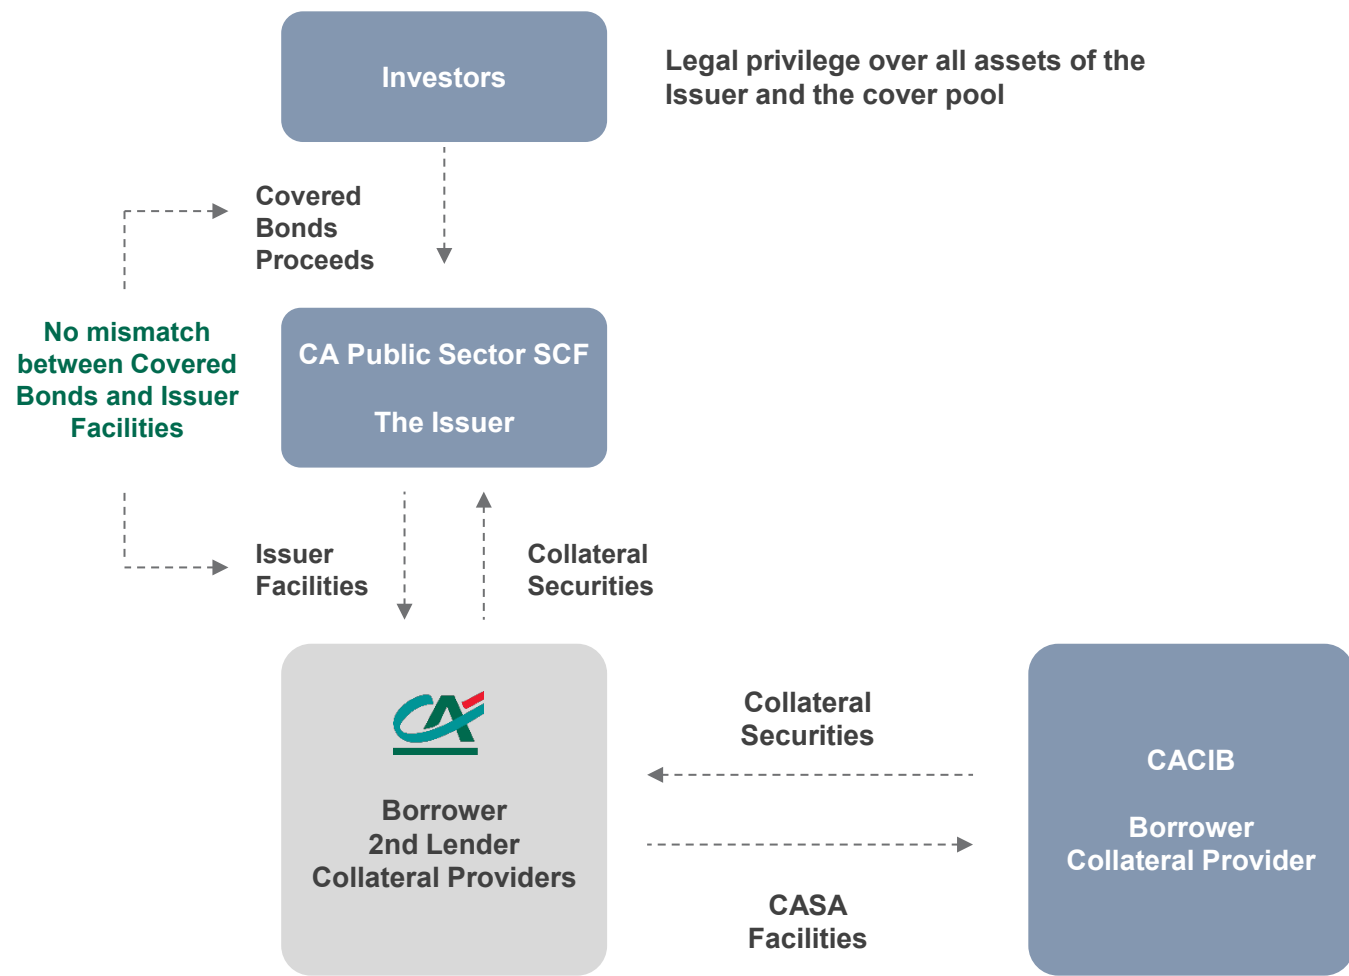 Investors
Legal privilege over all assets of the
Issuer and the cover pool
Covered
Bonds
Proceeds
No mismatch
between Covered
Bonds and Issuer
Facilities
CA Public Sector SCF
The Issuer
Issuer
Facilities
Collateral
Securities
CA
Borrower
2nd Lender
Collateral Providers
Collateral
Securities
CASA
Facilities
CACIB
Borrower
Collateral Provider